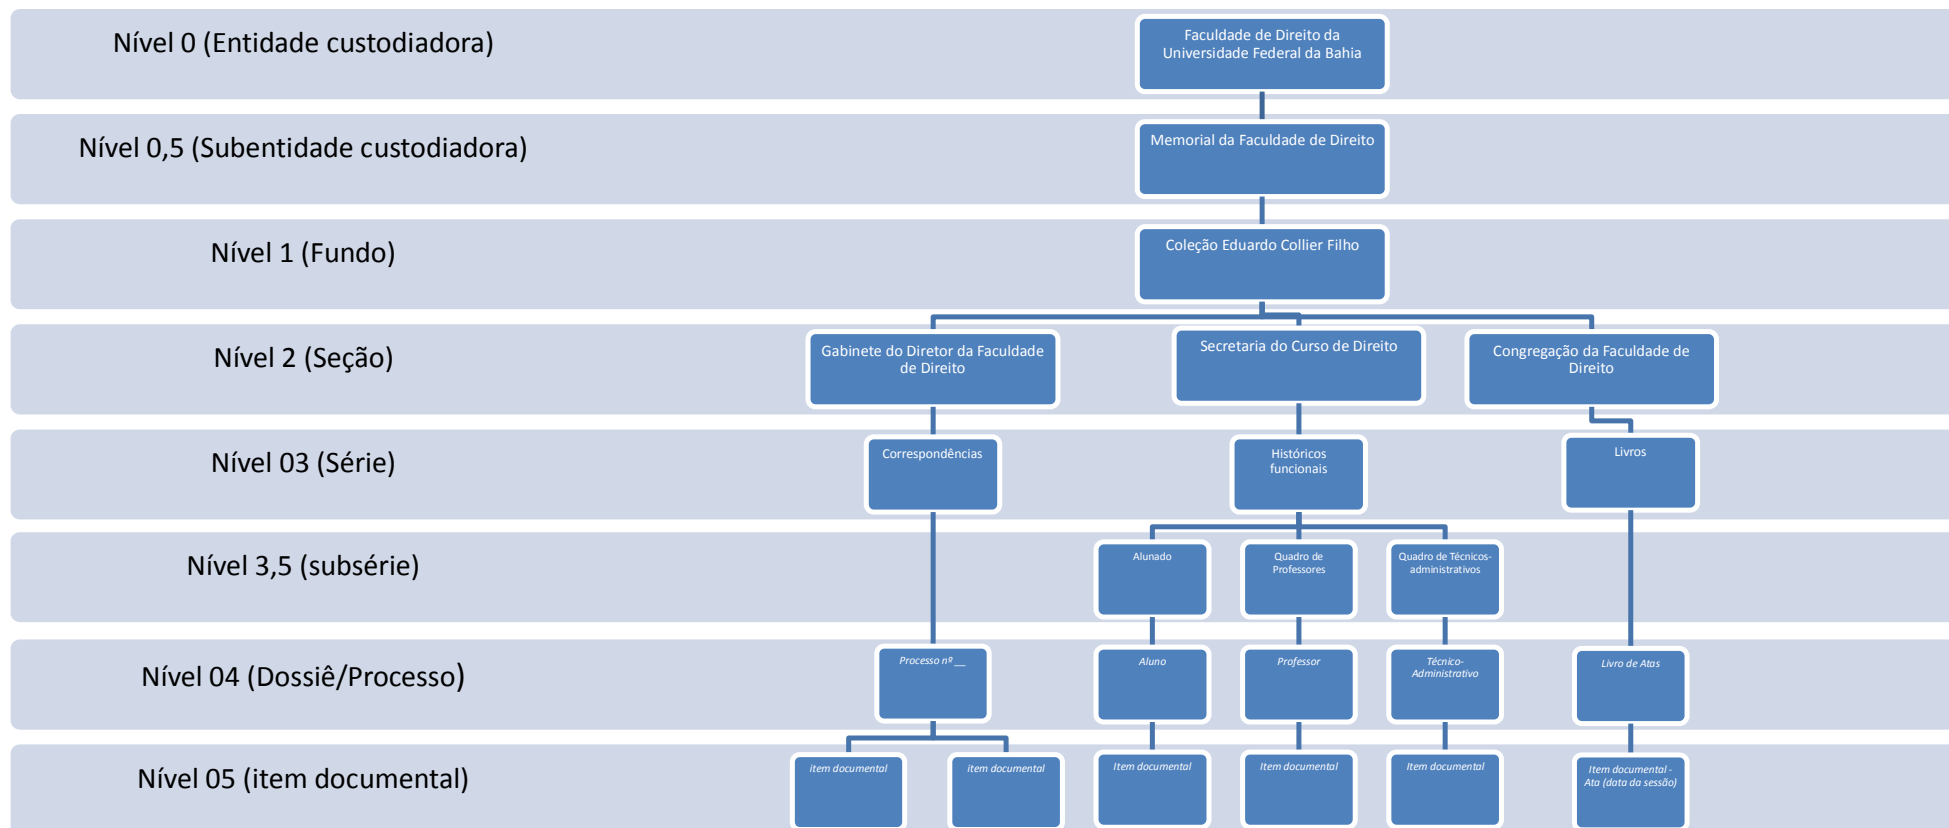 Nível 0 (Entidade custodiadora)
Faculdade de Direito da
Universidade Federal da Bahia
Nível 0,5 (Subentidade custodiadora)
Memorial da Faculdade de Direito
Nível 1 (Fundo)
Coleção Eduardo Collier Filho
Nível 2 (Seção)
Gabinete do Diretor da Faculdade
de Direito
Secretaria do Curso de Direito
Congregação da Faculdade de
Direito
Nível 03 (Série)
Correspondências
Históricos
funcionais
Livros
Nível 3,5 (subsérie)
Alunado
Quadro de
Professores
Quadro de Técnicos-
administrativos
Nível 04 (Dossiê/Processo)
Processo nº __
Aluno
Professor
Técnico-
Administrativo
Livro de Atas
Nível 05 (item documental)
item documental
item documental
Item documental
Item documental
Item documental
Item documental -
Ata (data da sessão)